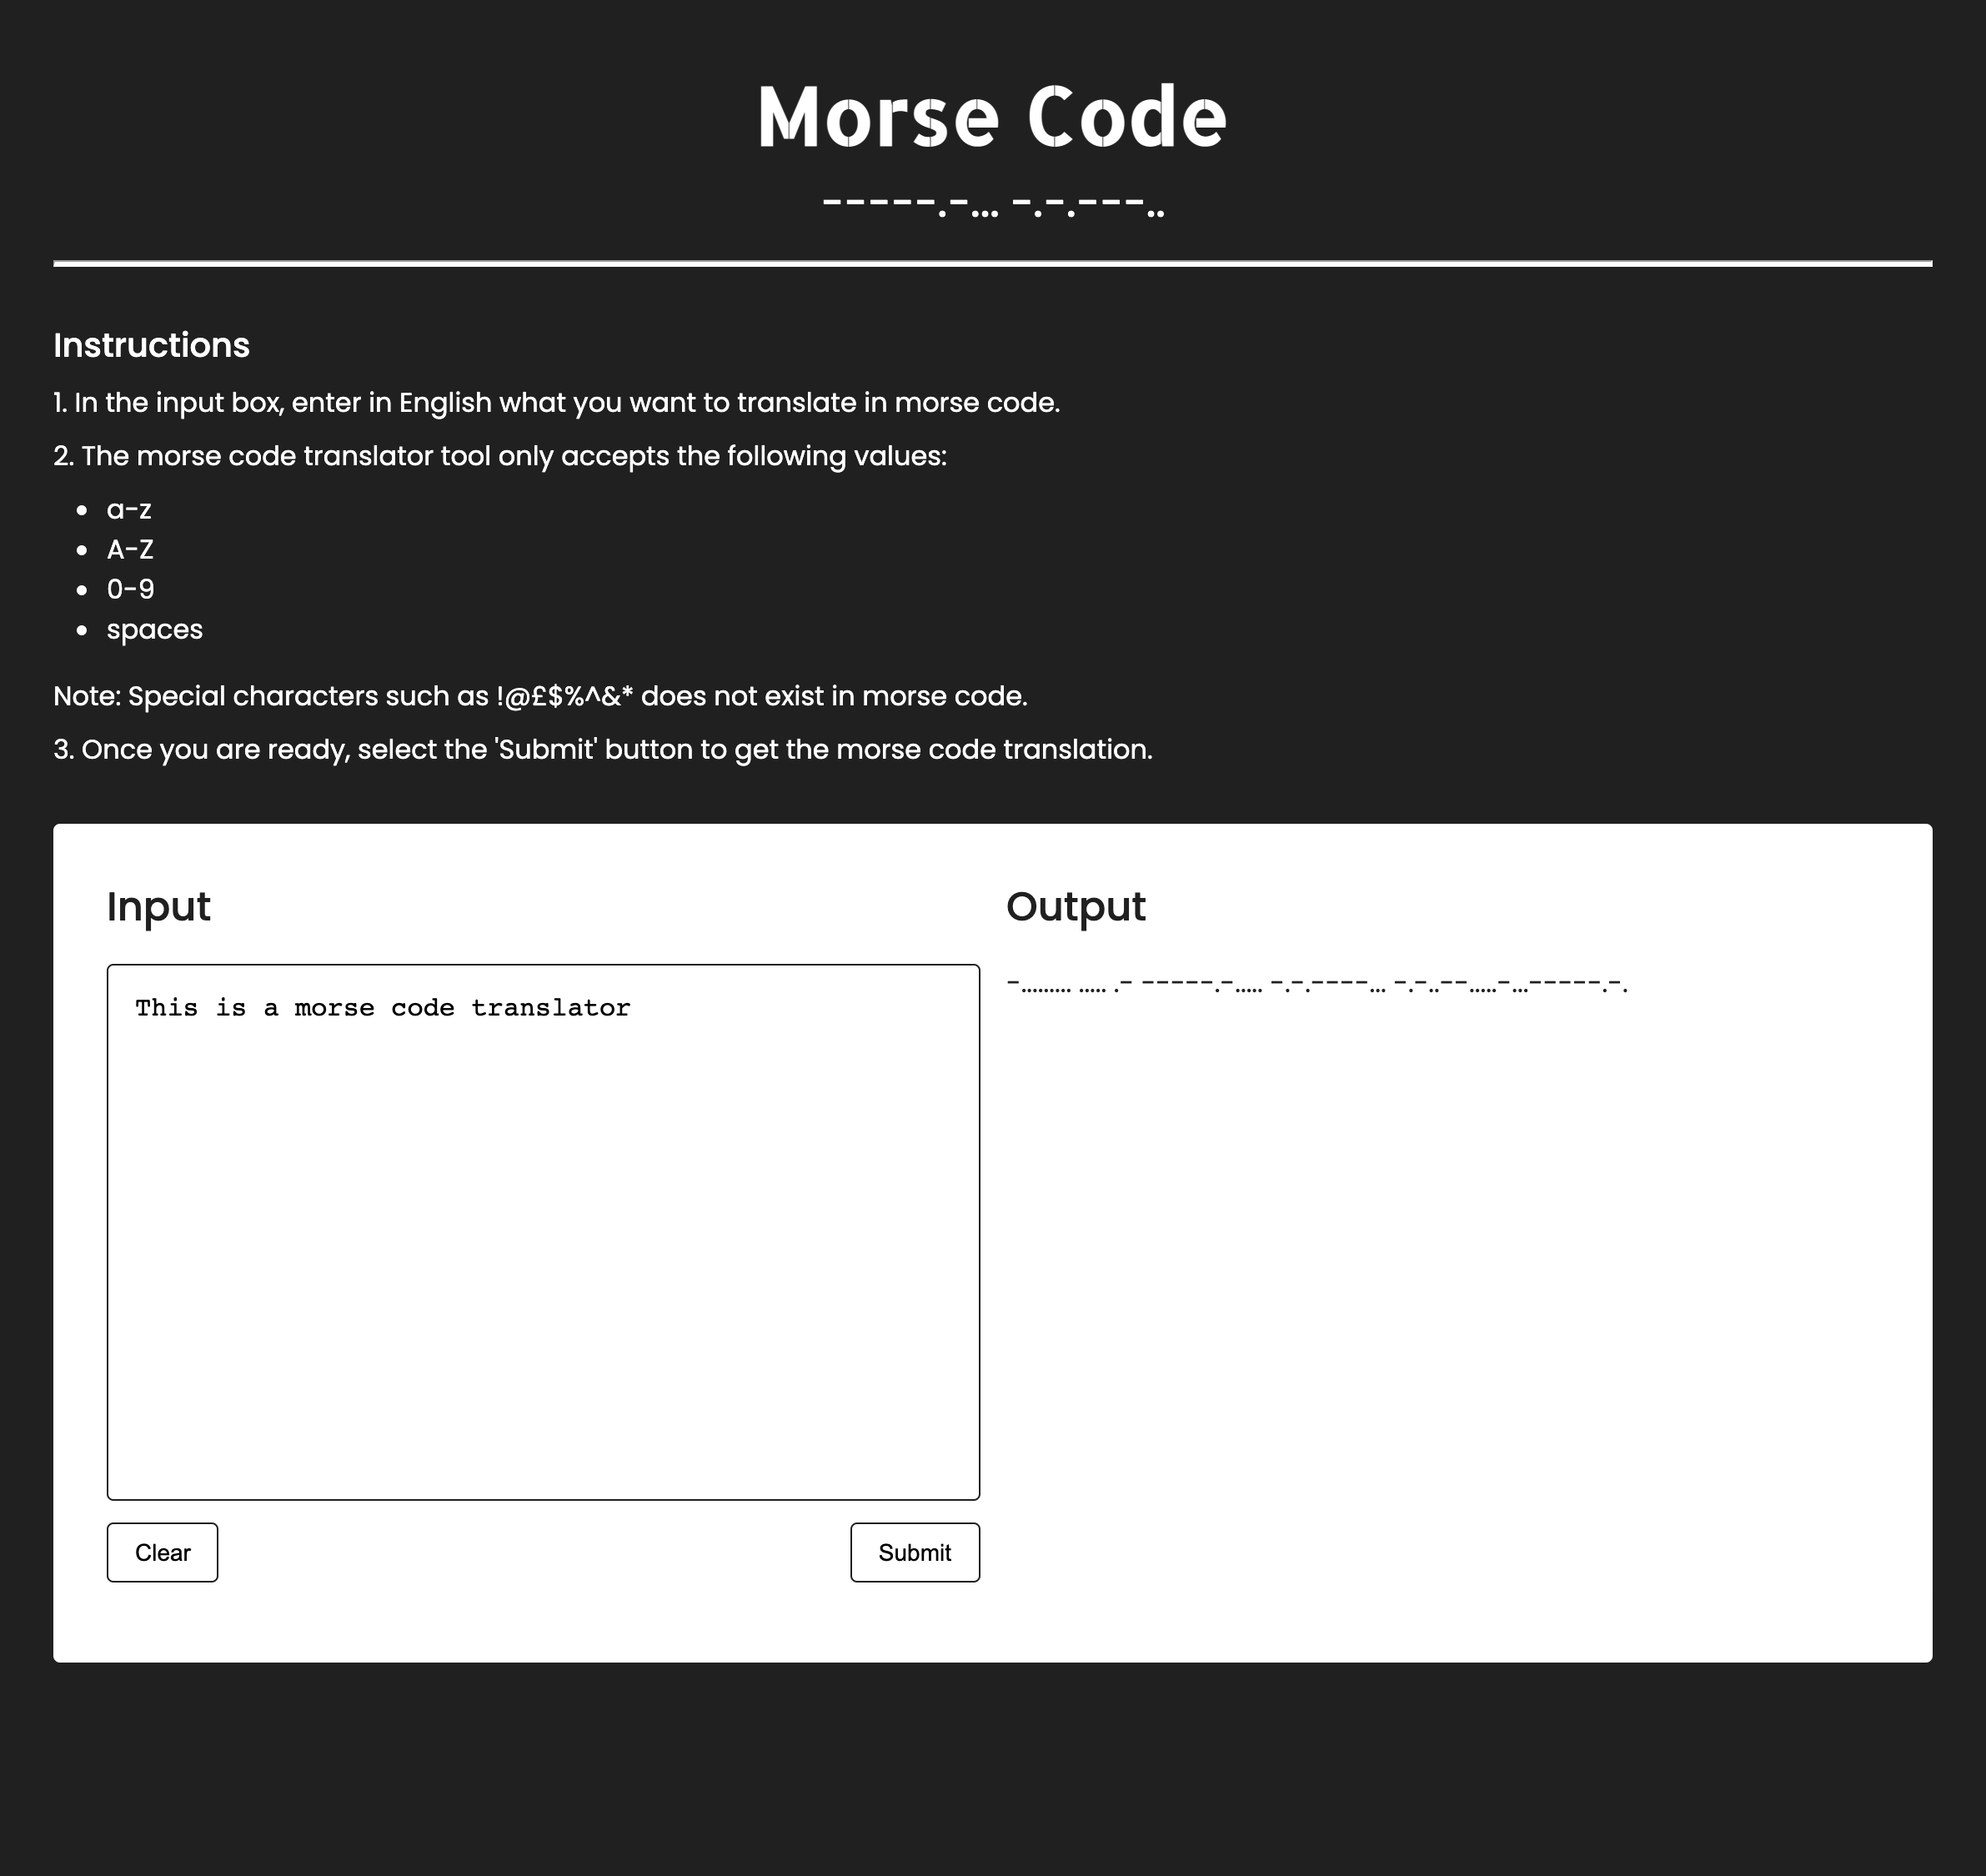 Morse Code
-----.-... -.-.---..
Instructions
1. In the input box, enter in English what you want to translate in morse code.
2. The morse code translator tool only accepts the following values:
• a-z
• A-Z
• 0-9
• spaces
Note: Special characters such as !@£$%^&* does not exist in morse code.
3. Once you are ready, select the 'Submit' button to get the morse code translation.
Input
Output
This is a morse code translator
-......... ..... .- -----.-..... -.-.----... -.-..--.....-...-----.-.
Clear
Submit